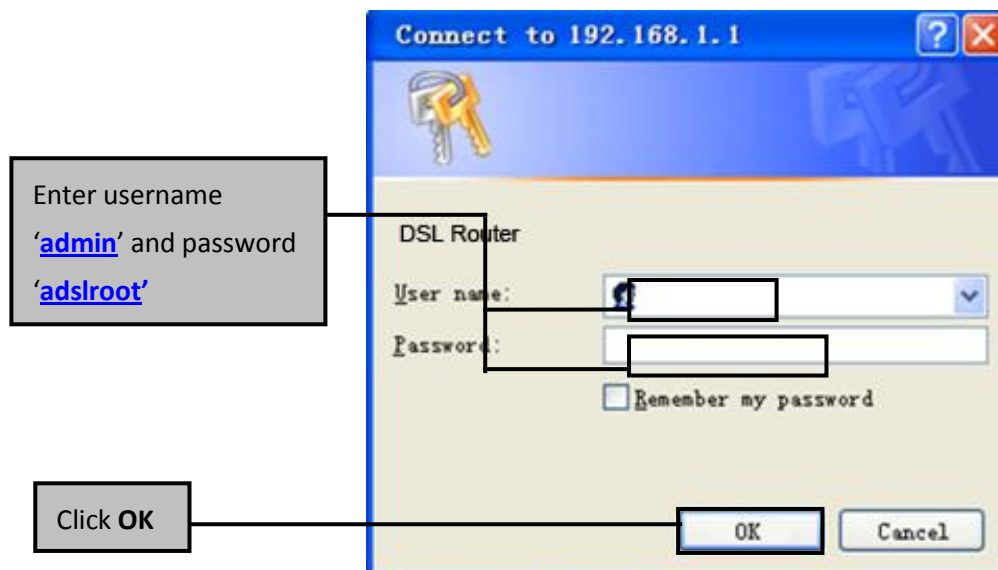 Connect to 192.168.1.1
Enter username
‘admin’ and password
‘adslroot’
DSL Router
User name:
Password:
Remember my password
Click OK
OK
Cancel